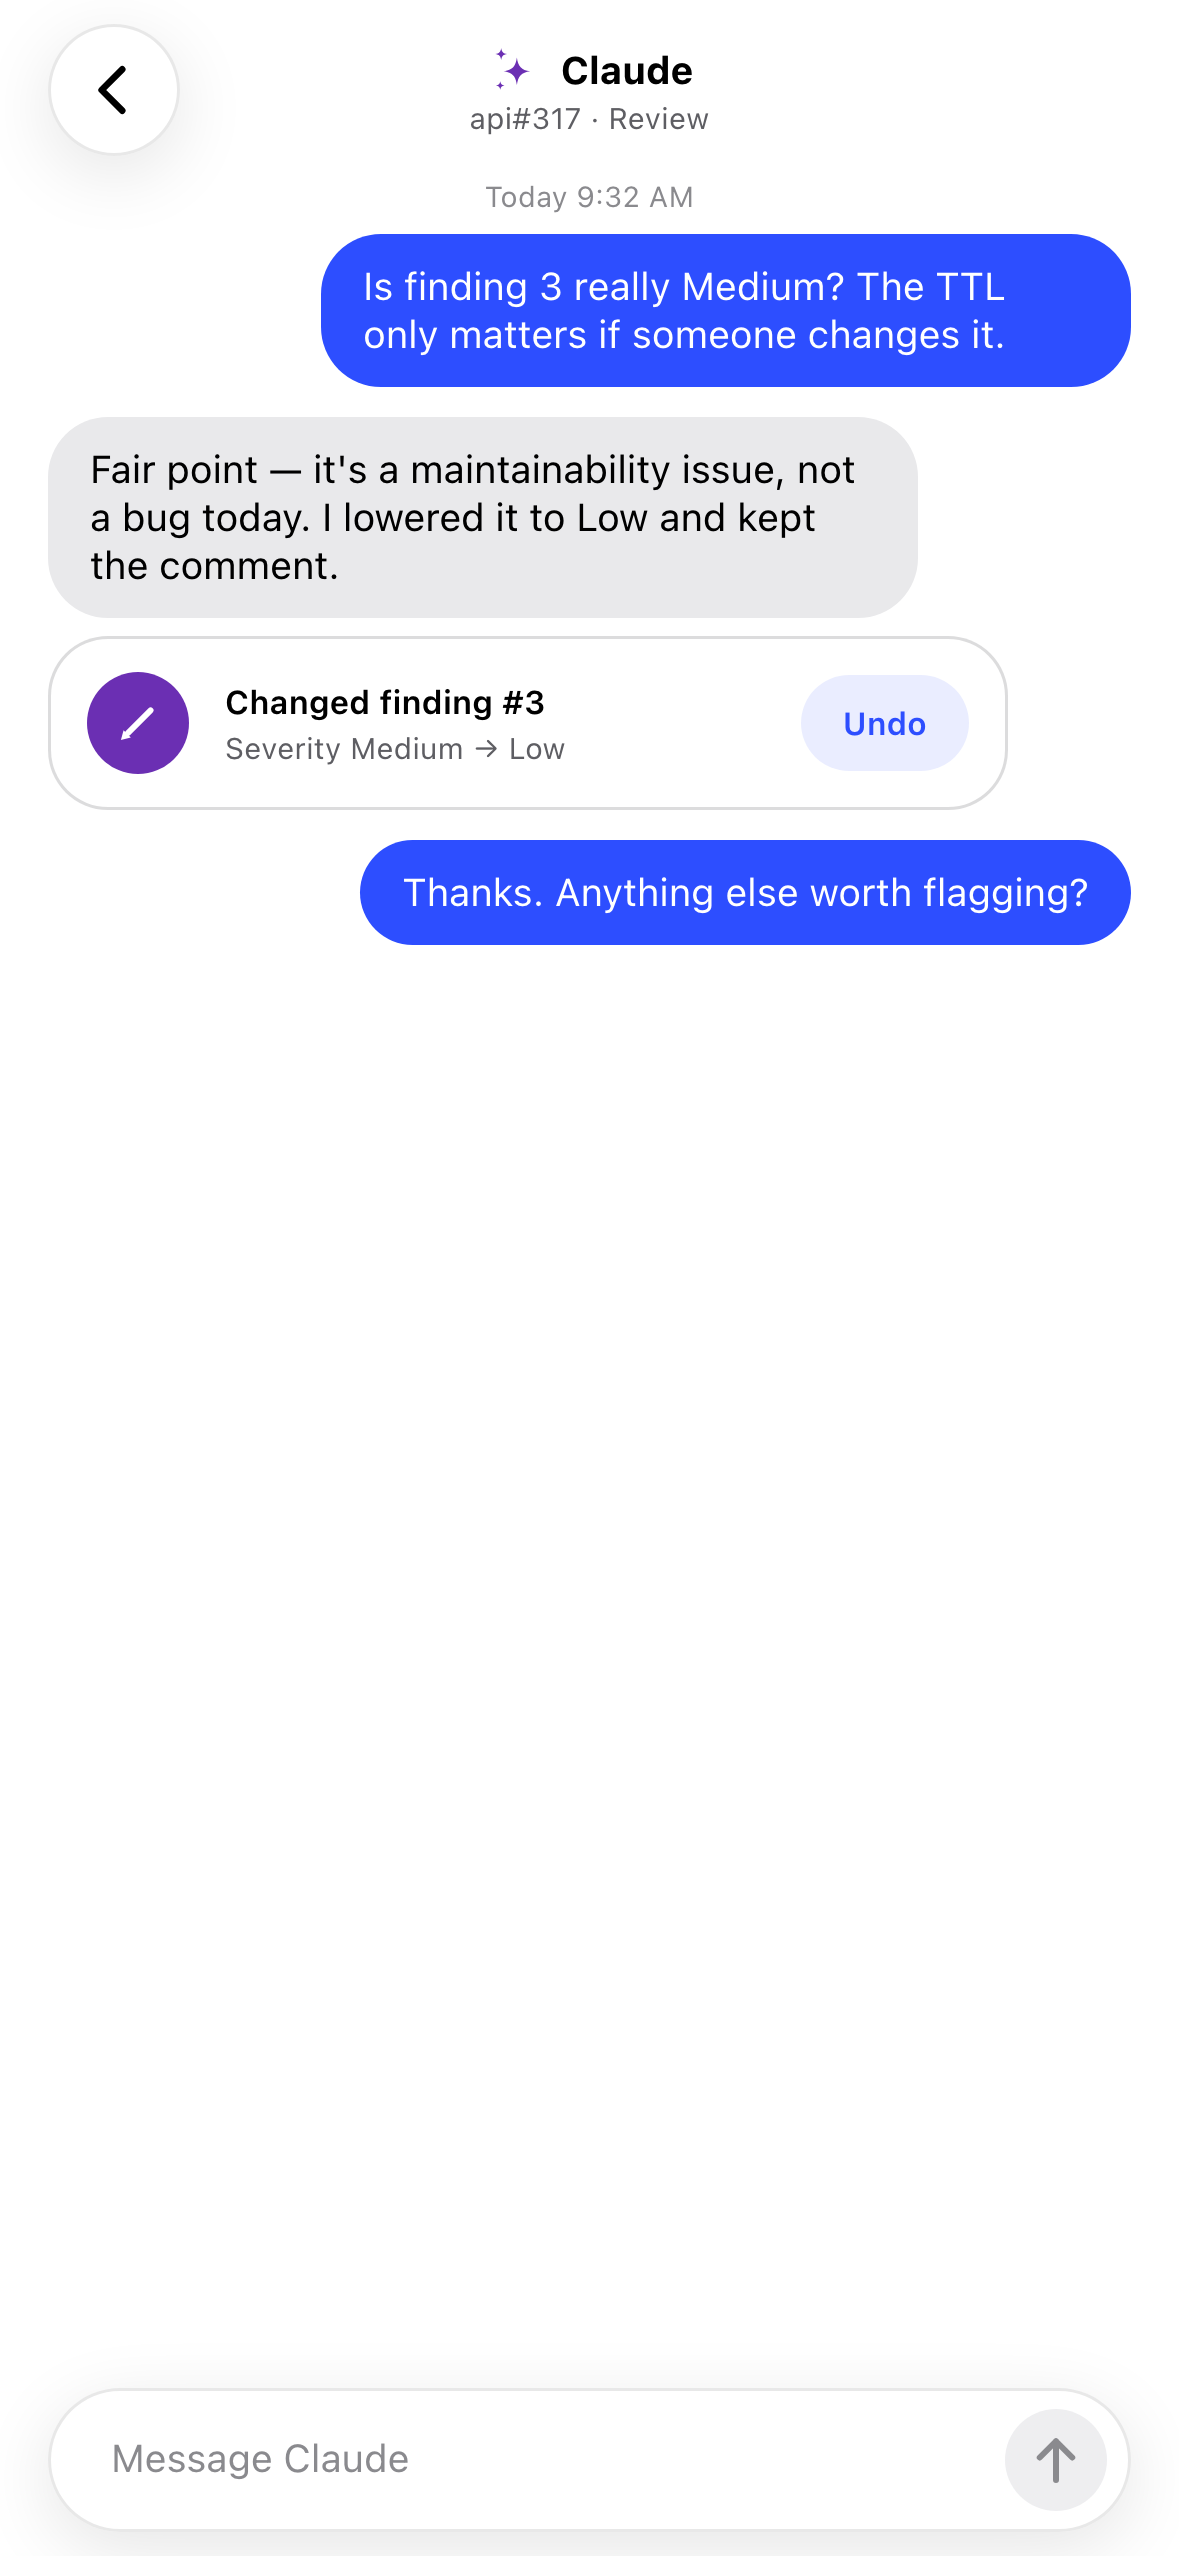 Claude
api#317 · Review
Today 9:32 AM
Is finding 3 really Medium? The TTL
only matters if someone changes it.
Fair point — it's a maintainability issue, not
a bug today. I lowered it to Low and kept
the comment.
Changed finding #3
Severity Medium → Low
Undo
Thanks. Anything else worth flagging?
Message Claude